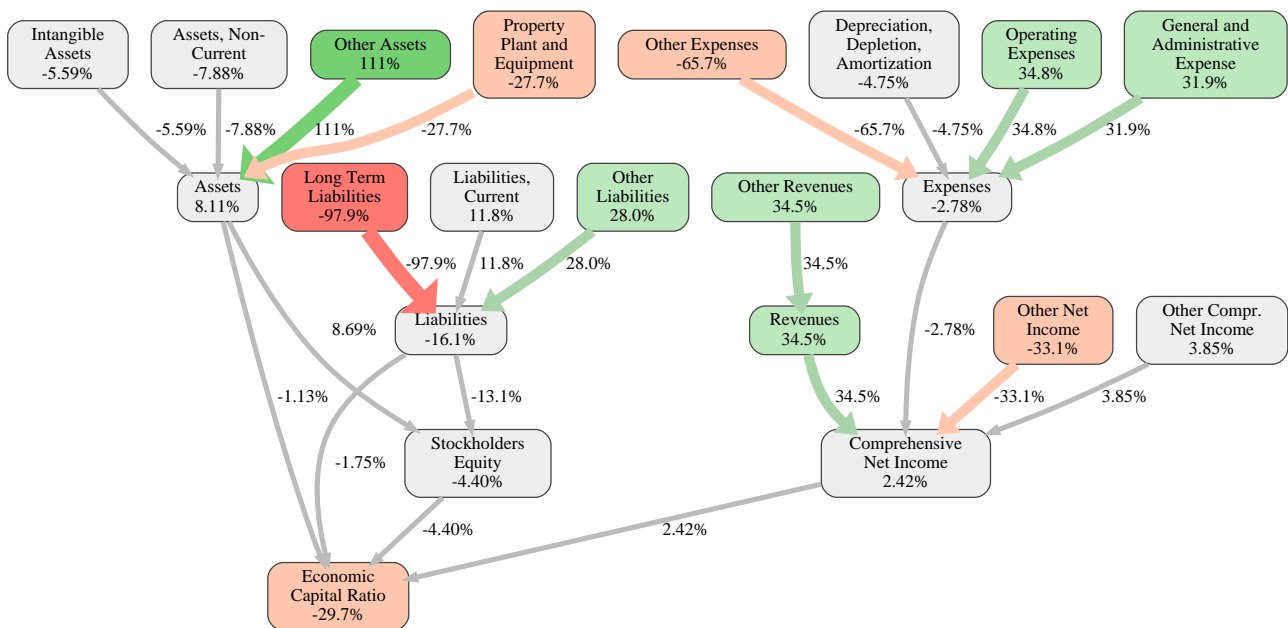 Intangible
Assets
-5.59%
Assets, Non-
Current
-7.88%
Other Assets
111%
Property
Plant and
Equipment
-27.7%
Other Expenses
-65.7%
Depreciation,
Depletion,
Amortization
-4.75%
Operating
Expenses
34.8%
General and
Administrative
Expense
31.9%
-5.59%
-7.88%
111%
-27.7%
-65.7%
-4.75%
34.8%
31.9%
Assets
8.11%
Long Term
Liabilities
-97.9%
Liabilities,
Current
11.8%
Other
Liabilities
28.0%
Other Revenues
34.5%
Expenses
-2.78%
-97.9%
11.8%
28.0%
34.5%
8.69%
Liabilities
-16.1%
Revenues
34.5%
-2.78%
Other Net
Income
-33.1%
Other Compr.
Net Income
3.85%
-1.13%
-13.1%
34.5%
-33.1%
3.85%
-1.75%
Stockholders
Equity
-4.40%
Comprehensive
Net Income
2.42%
-4.40%
2.42%
Economic
Capital Ratio
-29.7%